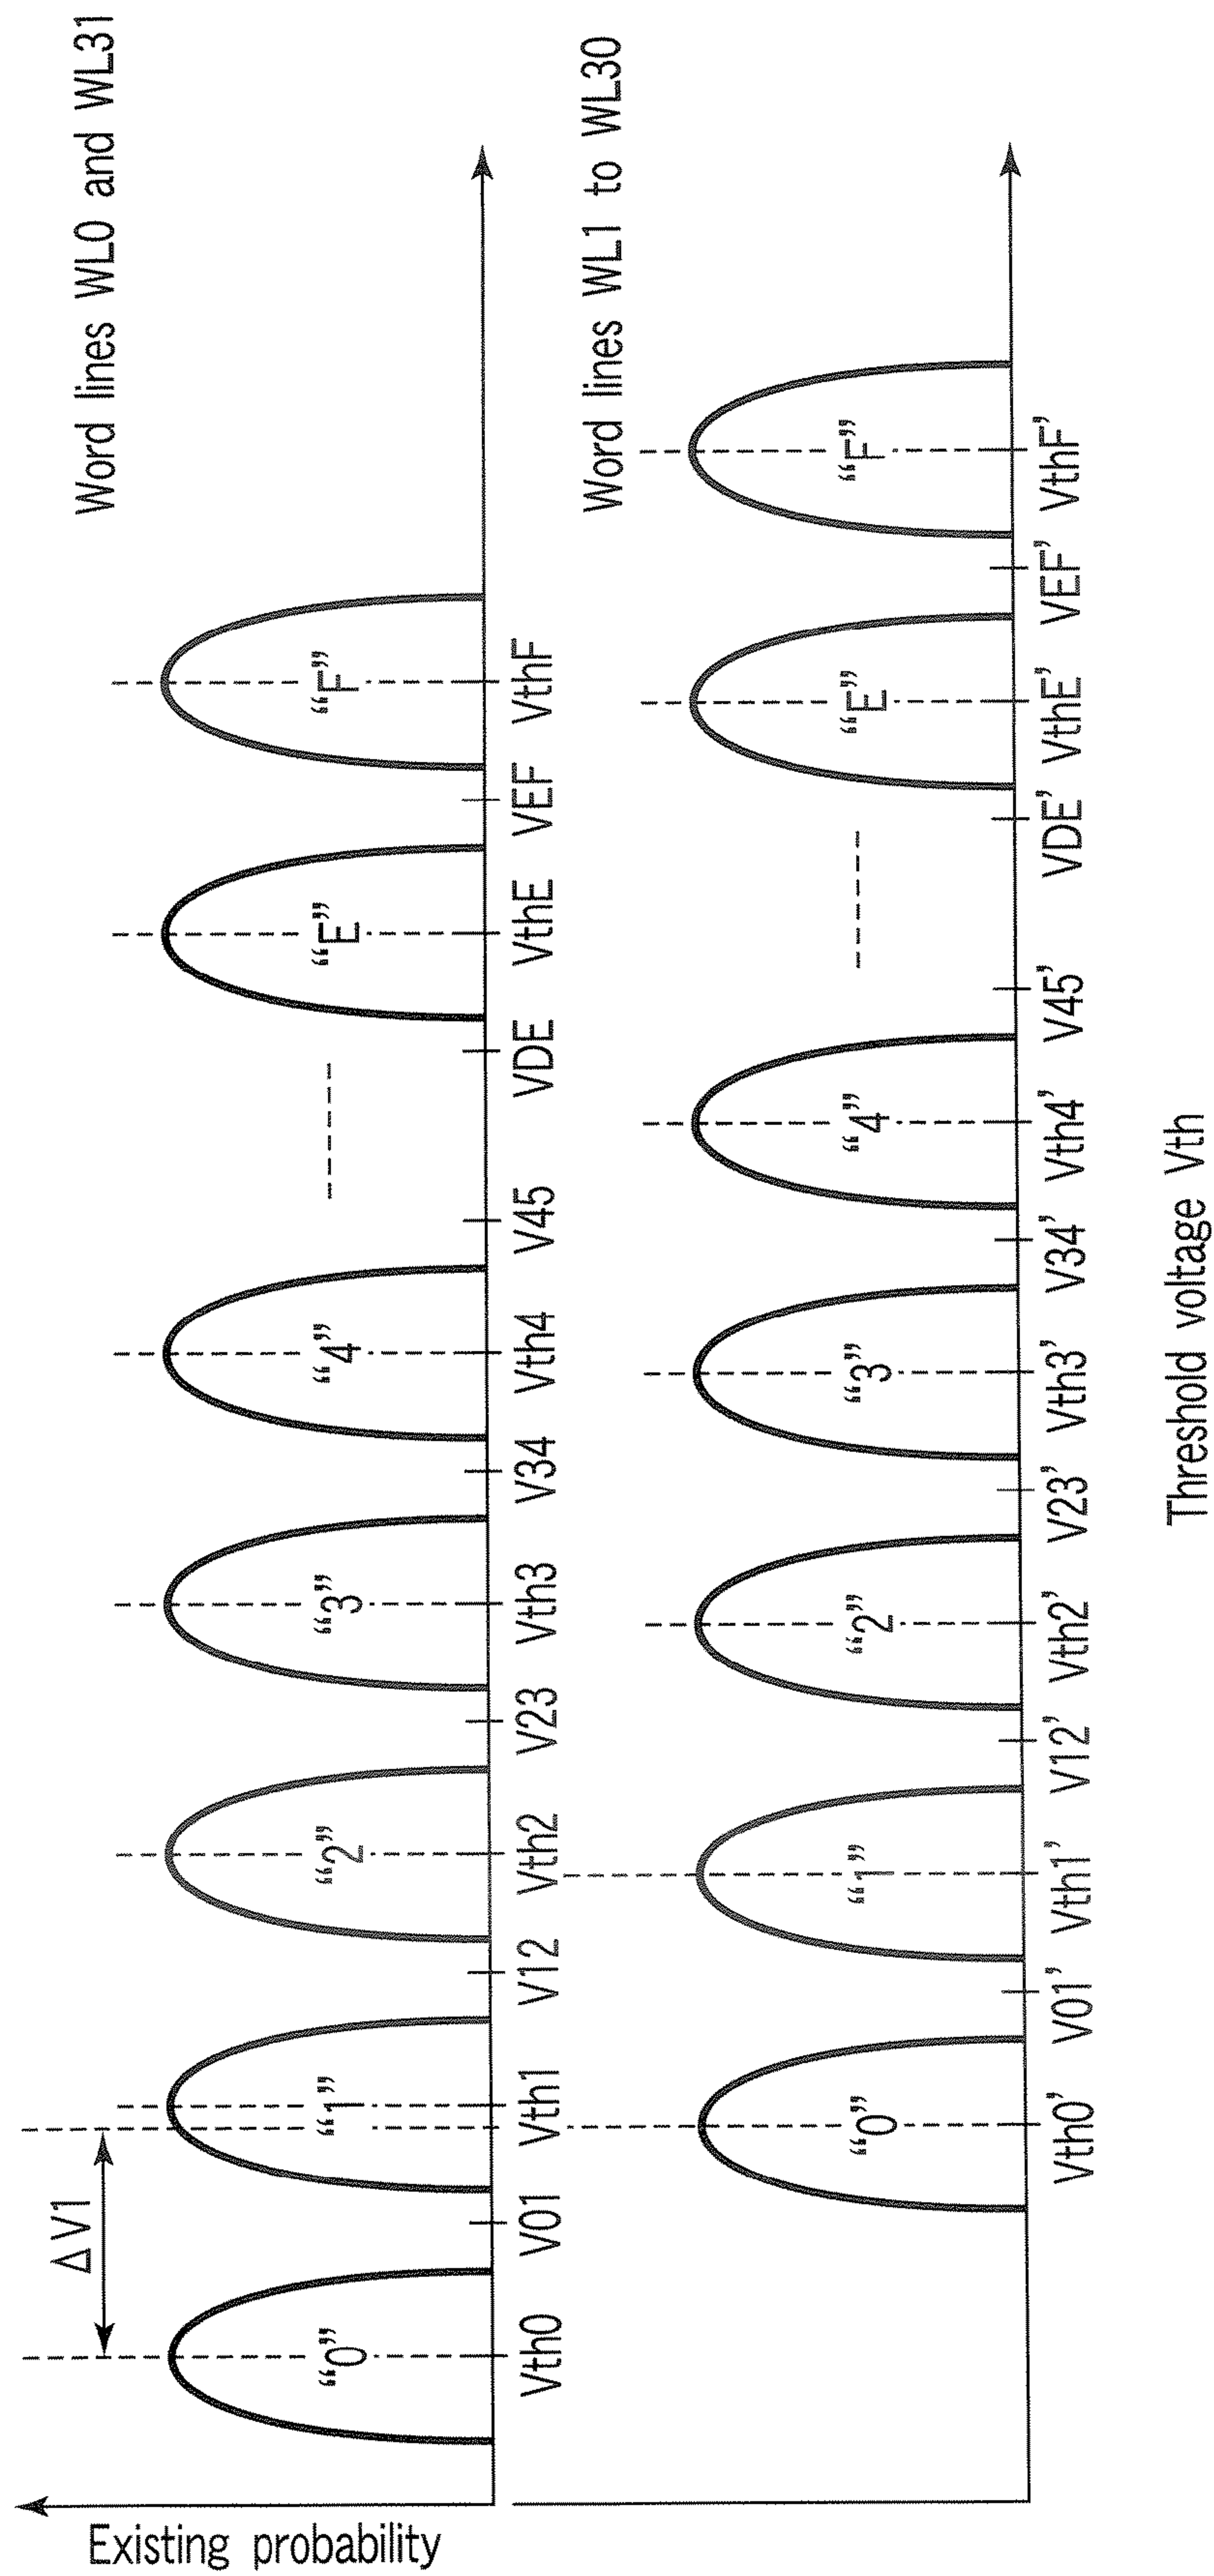 Existing probability
Word lines WL0 and WL31
ΔV1
“0” “1” “2” “3” “4” “E” “F”
Vth0 V01 Vth1 V12 Vth2 V23 Vth3 V34 Vth4 V45 VDE VthE VEF VthF
Word lines WL1 to WL30
“0” “1” “2” “3” “4” “E” “F”
Vth0’ V01’ Vth1’ V12’ Vth2’ V23’ Vth3’ V34’ Vth4’ V45’ VDE’ VthE’ VEF’ VthF’
Threshold voltage Vth